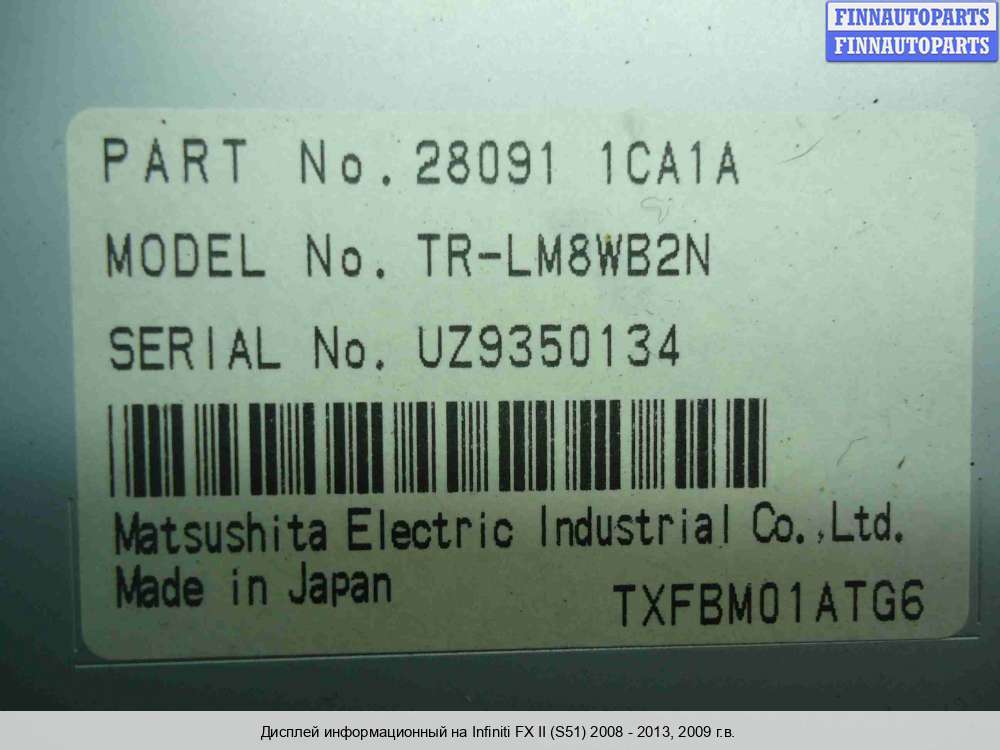 FINNAUTOPARTS
FINNAUTOPARTS
PART No. 28091 1CA1A
MODEL No. TR-LM8WB2N
SERIAL No. UZ9350134
Matsushita Electric Industrial Co.,Ltd.
Made in Japan
TXFBM01ATG6
Дисплей информационный на Infiniti FX II (S51) 2008 - 2013, 2009 г.в.